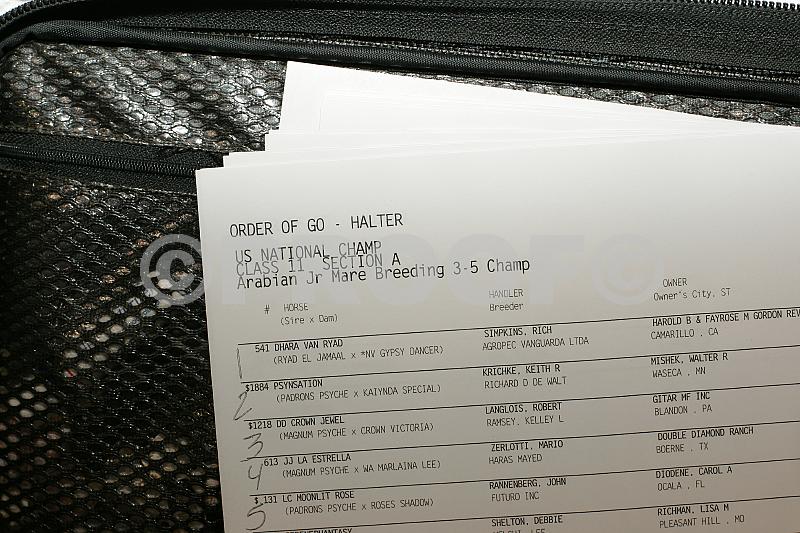 ORDER OF GO - HALTER
US NATIONAL CHAMP
CLASS 11 SECTION A
Arabian Jr Mare Breeding 3-5 Champ
# HORSE HANDLER OWNER
(Sire x Dam) Breeder Owner's City, ST
1 541 DHARA VAN RYAD SIMPKINS, RICH HAROLD B & FAYROSE M GORDON REV
(RYAD EL JAMAAL x *NV GYPSY DANCER) AGROPEC VANGUARDA LTDA CAMARILLO , CA
2 $1884 PSYNSATION KRICHKE, KEITH R MISHEK, WALTER R
(PADRONS PSYCHE x KAIYNDA SPECIAL) RICHARD D DE WALT WASECA , MN
3 $1218 DD CROWN JEWEL LANGLOIS, ROBERT GITAR MF INC
(MAGNUM PSYCHE x CROWN VICTORIA) RAMSEY, KELLEY L BLANDON , PA
4 613 JJ LA ESTRELLA ZERLOTTI, MARIO DOUBLE DIAMOND RANCH
(MAGNUM PSYCHE x WA MARLAINA LEE) HARAS MAYED BOERNE , TX
5 $ 131 LC MOONLIT ROSE RANNENBERG, JOHN DIODENE, CAROL A
(PADRONS PSYCHE x ROSES SHADOW) FUTURO INC OCALA , FL
SHELTON, DEBBIE RICHMAN, LISA M
PLEASANT HILL , MO